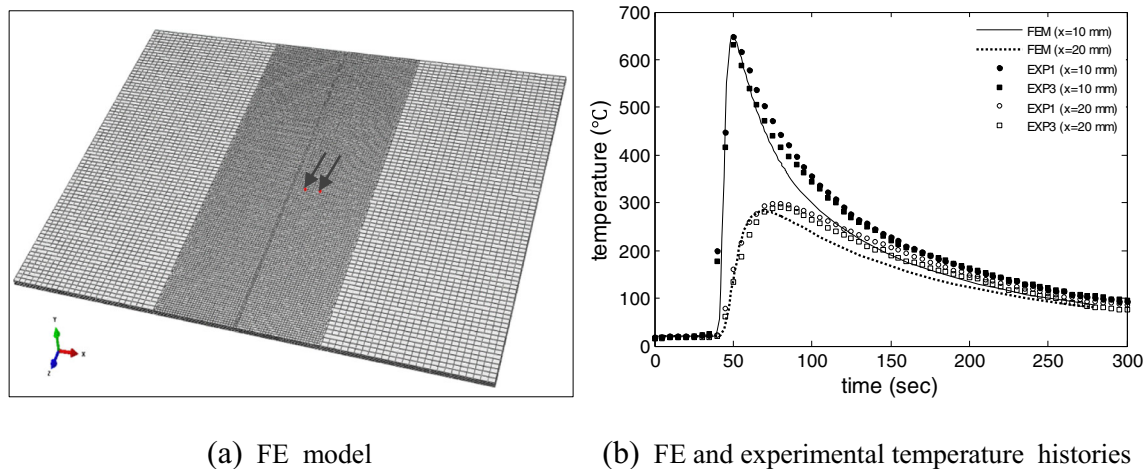 Y
X
Z
700
600
500
400
300
200
100
0
temperature (°C)
0 50 100 150 200 250 300
time (sec)
FEM (x=10 mm)
FEM (x=20 mm)
EXP1 (x=10 mm)
EXP3 (x=10 mm)
EXP1 (x=20 mm)
EXP3 (x=20 mm)
(a) FE model
(b) FE and experimental temperature histories